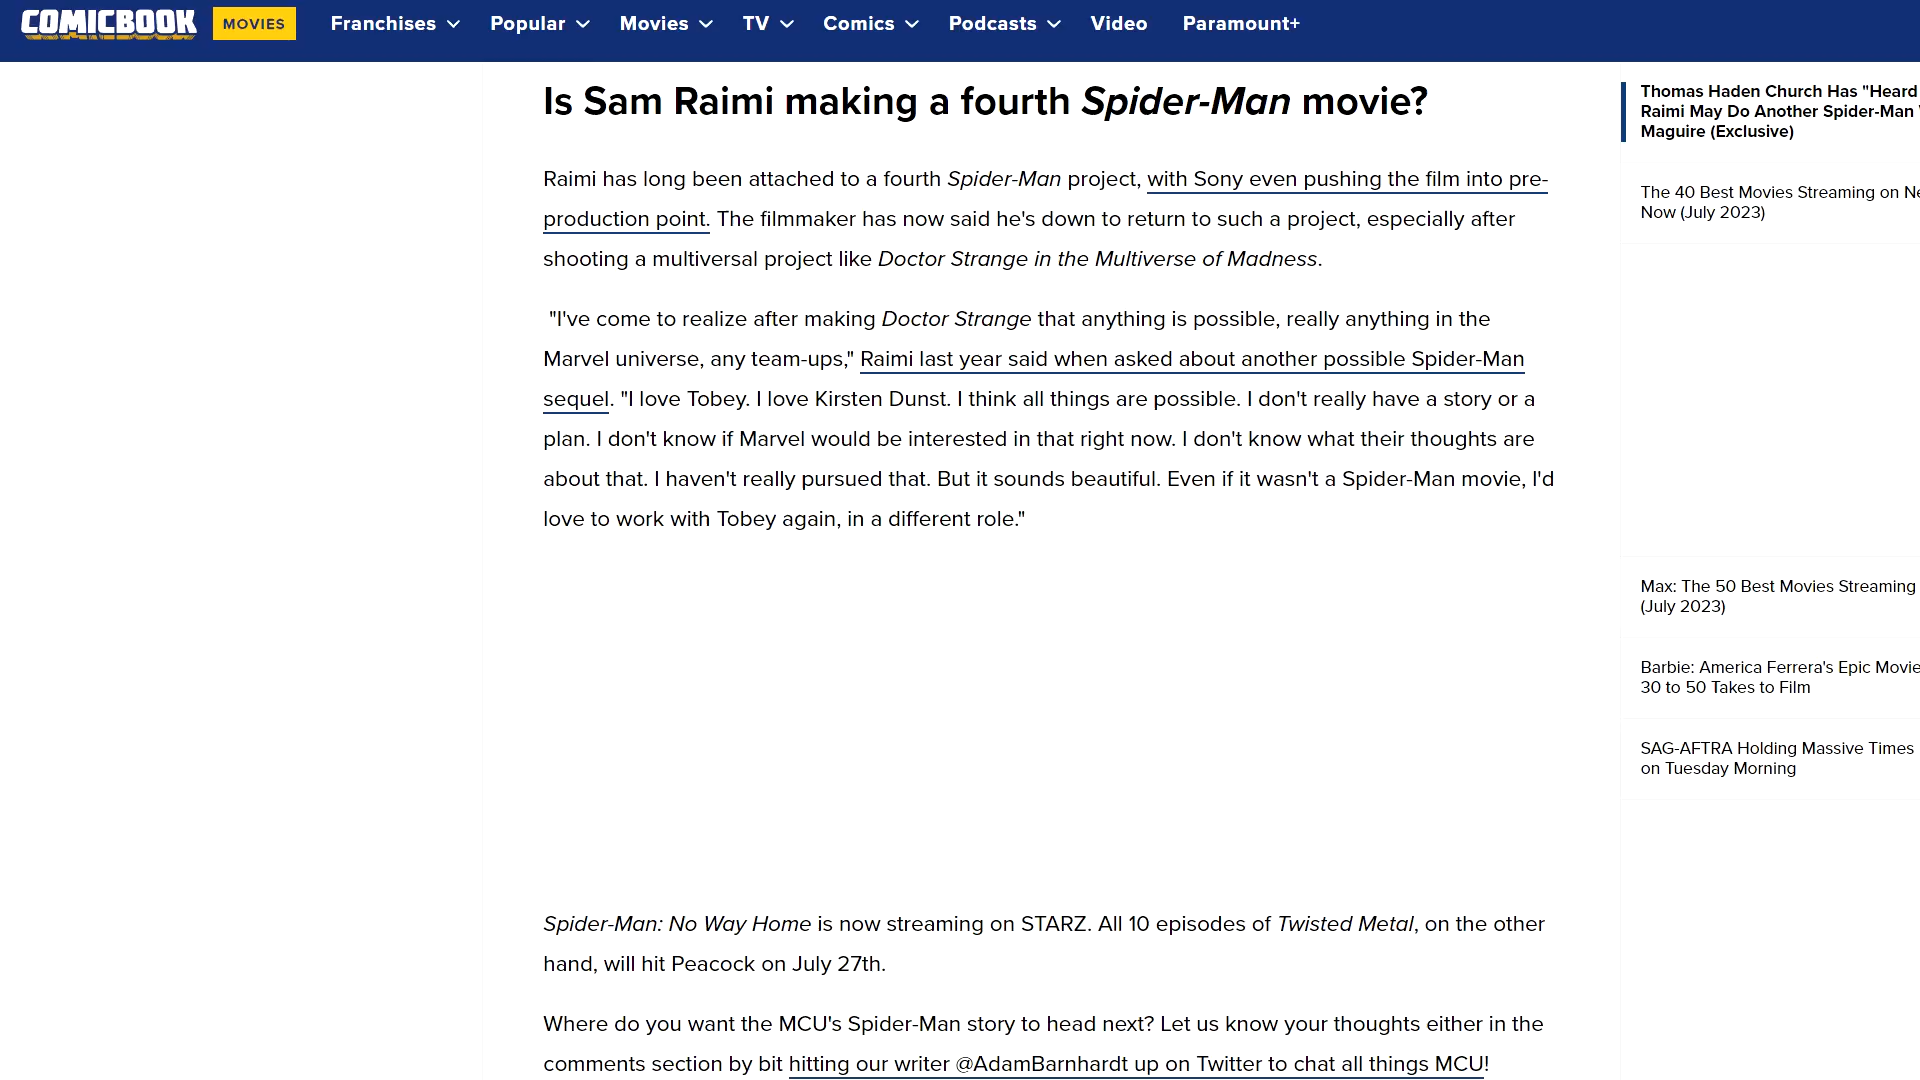 COMICBOOK MOVIES Franchises Popular Movies TV Comics Podcasts Video Paramount+
Is Sam Raimi making a fourth Spider-Man movie?
Raimi has long been attached to a fourth Spider-Man project, with Sony even pushing the film into pre-
production point. The filmmaker has now said he's down to return to such a project, especially after
shooting a multiversal project like Doctor Strange in the Multiverse of Madness.
"I've come to realize after making Doctor Strange that anything is possible, really anything in the
Marvel universe, any team-ups," Raimi last year said when asked about another possible Spider-Man
sequel. "I love Tobey. I love Kirsten Dunst. I think all things are possible. I don't really have a story or a
plan. I don't know if Marvel would be interested in that right now. I don't know what their thoughts are
about that. I haven't really pursued that. But it sounds beautiful. Even if it wasn't a Spider-Man movie, I'd
love to work with Tobey again, in a different role."
Spider-Man: No Way Home is now streaming on STARZ. All 10 episodes of Twisted Metal, on the other
hand, will hit Peacock on July 27th.
Where do you want the MCU's Spider-Man story to head next? Let us know your thoughts either in the
comments section by bit hitting our writer @AdamBarnhardt up on Twitter to chat all things MCU!
Thomas Haden Church Has "Heard
Raimi May Do Another Spider-Man
Maguire (Exclusive)
The 40 Best Movies Streaming on
Now (July 2023)
Max: The 50 Best Movies Streaming
(July 2023)
Barbie: America Ferrera's Epic Movie
30 to 50 Takes to Film
SAG-AFTRA Holding Massive Times
on Tuesday Morning